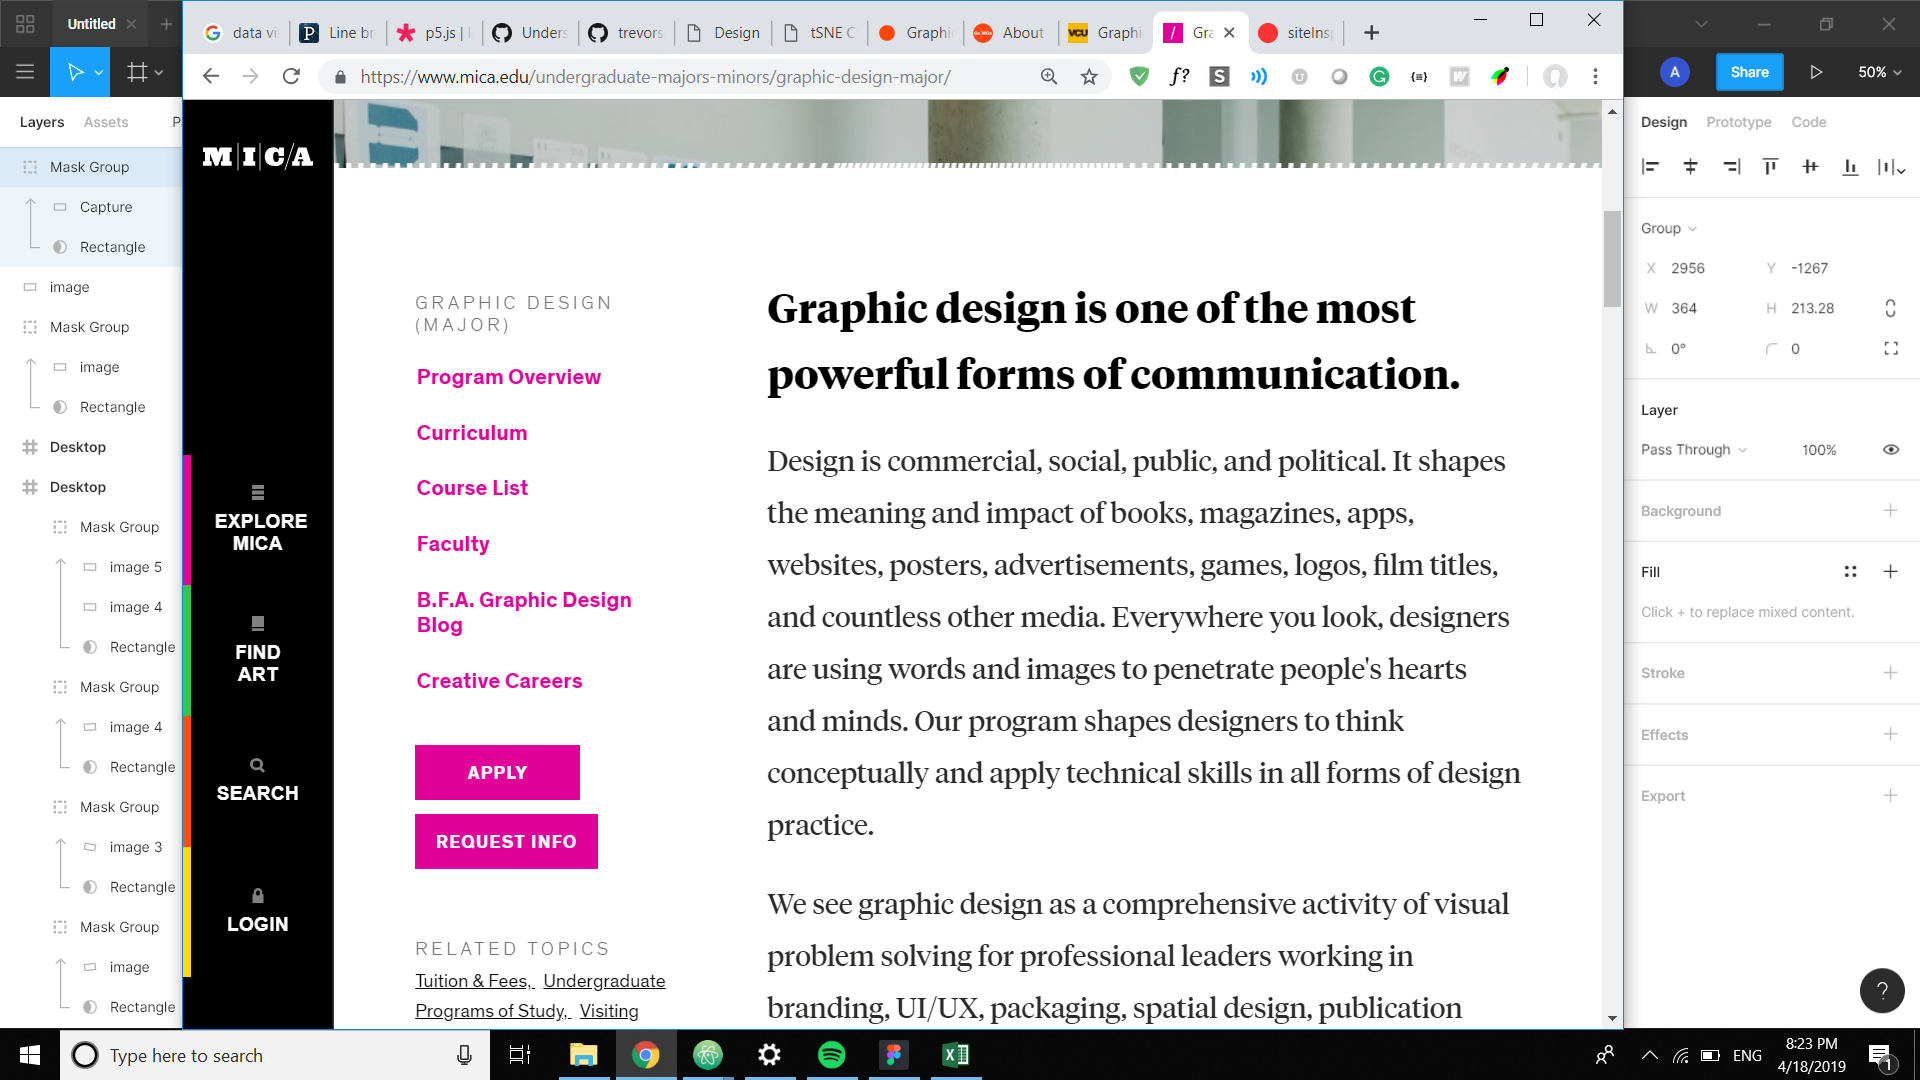 Untitled
data vi
Line br
p5.js |
Unders
trevors
Design
tSNE C
Graphi
About
VCU
Graphi
Gra
siteInsp
https://www.mica.edu/undergraduate-majors-minors/graphic-design-major/
A
Share
50%
Layers
Assets
P
Design
Prototype
Code
Mask Group
Capture
Rectangle
image
Mask Group
image
Rectangle
Desktop
Desktop
Mask Group
image 5
image 4
Rectangle
Mask Group
image 4
Rectangle
Mask Group
image 3
Rectangle
Mask Group
image
Rectangle
M|I|C/A
EXPLORE
MICA
FIND
ART
SEARCH
LOGIN
GRAPHIC DESIGN
(MAJOR)
Program Overview
Curriculum
Course List
Faculty
B.F.A. Graphic Design
Blog
Creative Careers
APPLY
REQUEST INFO
RELATED TOPICS
Tuition & Fees, Undergraduate
Programs of Study, Visiting
Graphic design is one of the most
powerful forms of communication.
Design is commercial, social, public, and political. It shapes
the meaning and impact of books, magazines, apps,
websites, posters, advertisements, games, logos, film titles,
and countless other media. Everywhere you look, designers
are using words and images to penetrate people's hearts
and minds. Our program shapes designers to think
conceptually and apply technical skills in all forms of design
practice.
We see graphic design as a comprehensive activity of visual
problem solving for professional leaders working in
branding, UI/UX, packaging, spatial design, publication
Group
X 2956 Y -1267
W 364 H 213.28
0° 0
Layer
Pass Through 100%
Background
Fill
Click + to replace mixed content.
Stroke
Effects
Export
?
Type here to search
ENG
8:23 PM
4/18/2019
1